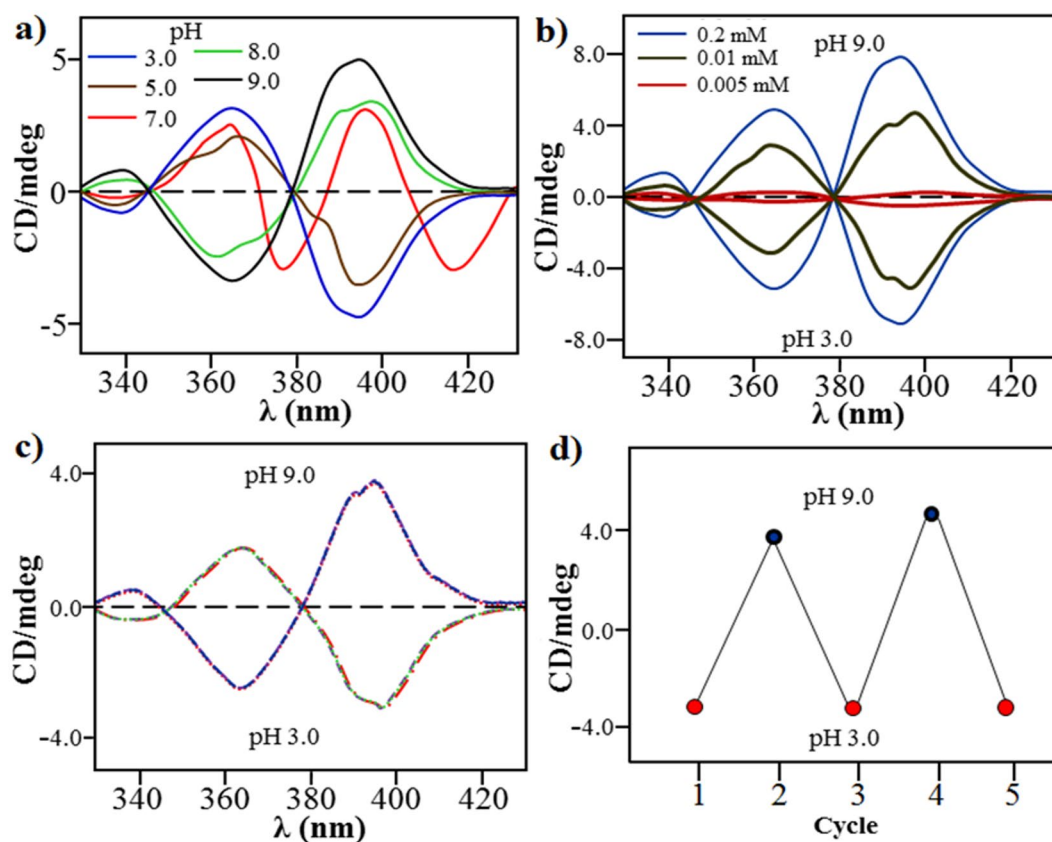 a)
pH
3.0
5.0
7.0
8.0
9.0
5
0
-5
CD/mdeg
340 360 380 400 420
λ (nm)
b)
0.2 mM
0.01 mM
0.005 mM
pH 9.0
pH 3.0
8.0
4.0
0.0
-4.0
-8.0
CD/mdeg
340 360 380 400 420
λ (nm)
c)
pH 9.0
pH 3.0
4.0
0.0
-4.0
CD/mdeg
340 360 380 400 420
λ (nm)
d)
pH 9.0
pH 3.0
4.0
0.0
-4.0
CD/mdeg
1 2 3 4 5
Cycle